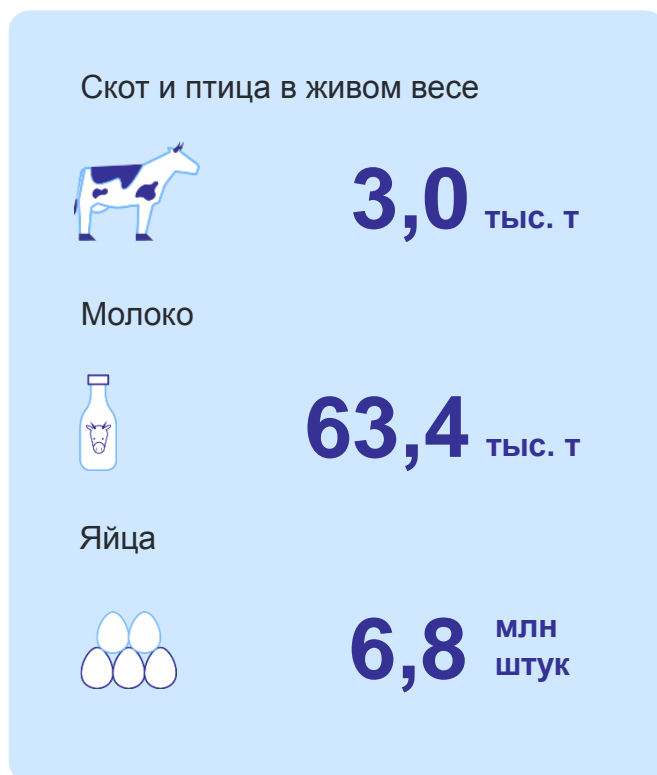 Скот и птица в живом весе
3,0 тыс. т
Молоко
63,4 тыс. т
Яйца
6,8 млн
штук